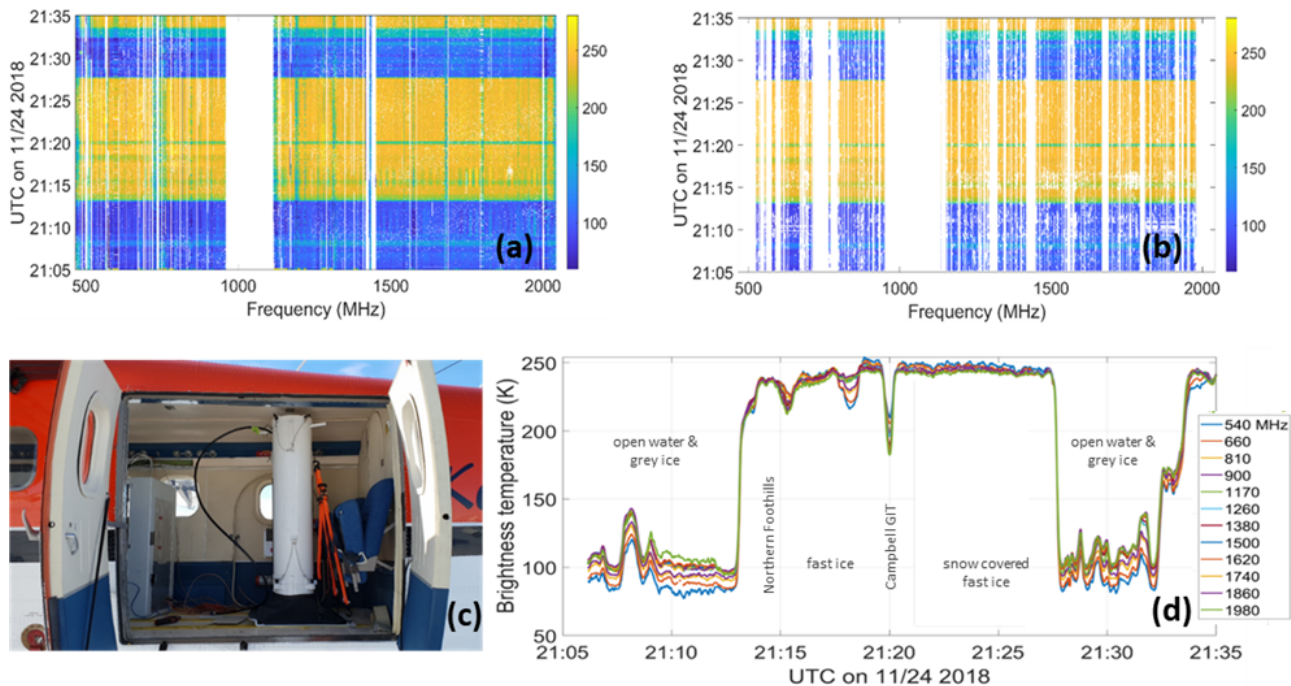 21:35
21:30
21:25
21:20
21:15
21:10
21:05
UTC on 11/24 2018
500
1000
1500
2000
Frequency (MHz)
250
200
150
100
(a)
21:35
21:30
21:25
21:20
21:15
21:10
21:05
UTC on 11/24 2018
500
1000
1500
2000
Frequency (MHz)
250
200
150
100
(b)
(c)
250
200
150
100
50
Brightness temperature (K)
open water &
grey ice
Northern Foothills
fast ice
Campbell GIT
snow covered
fast ice
open water &
grey ice
21:05
21:10
21:15
21:20
21:25
21:30
21:35
UTC on 11/24 2018
(d)
540 MHz
660
810
900
1170
1260
1380
1500
1620
1740
1860
1980